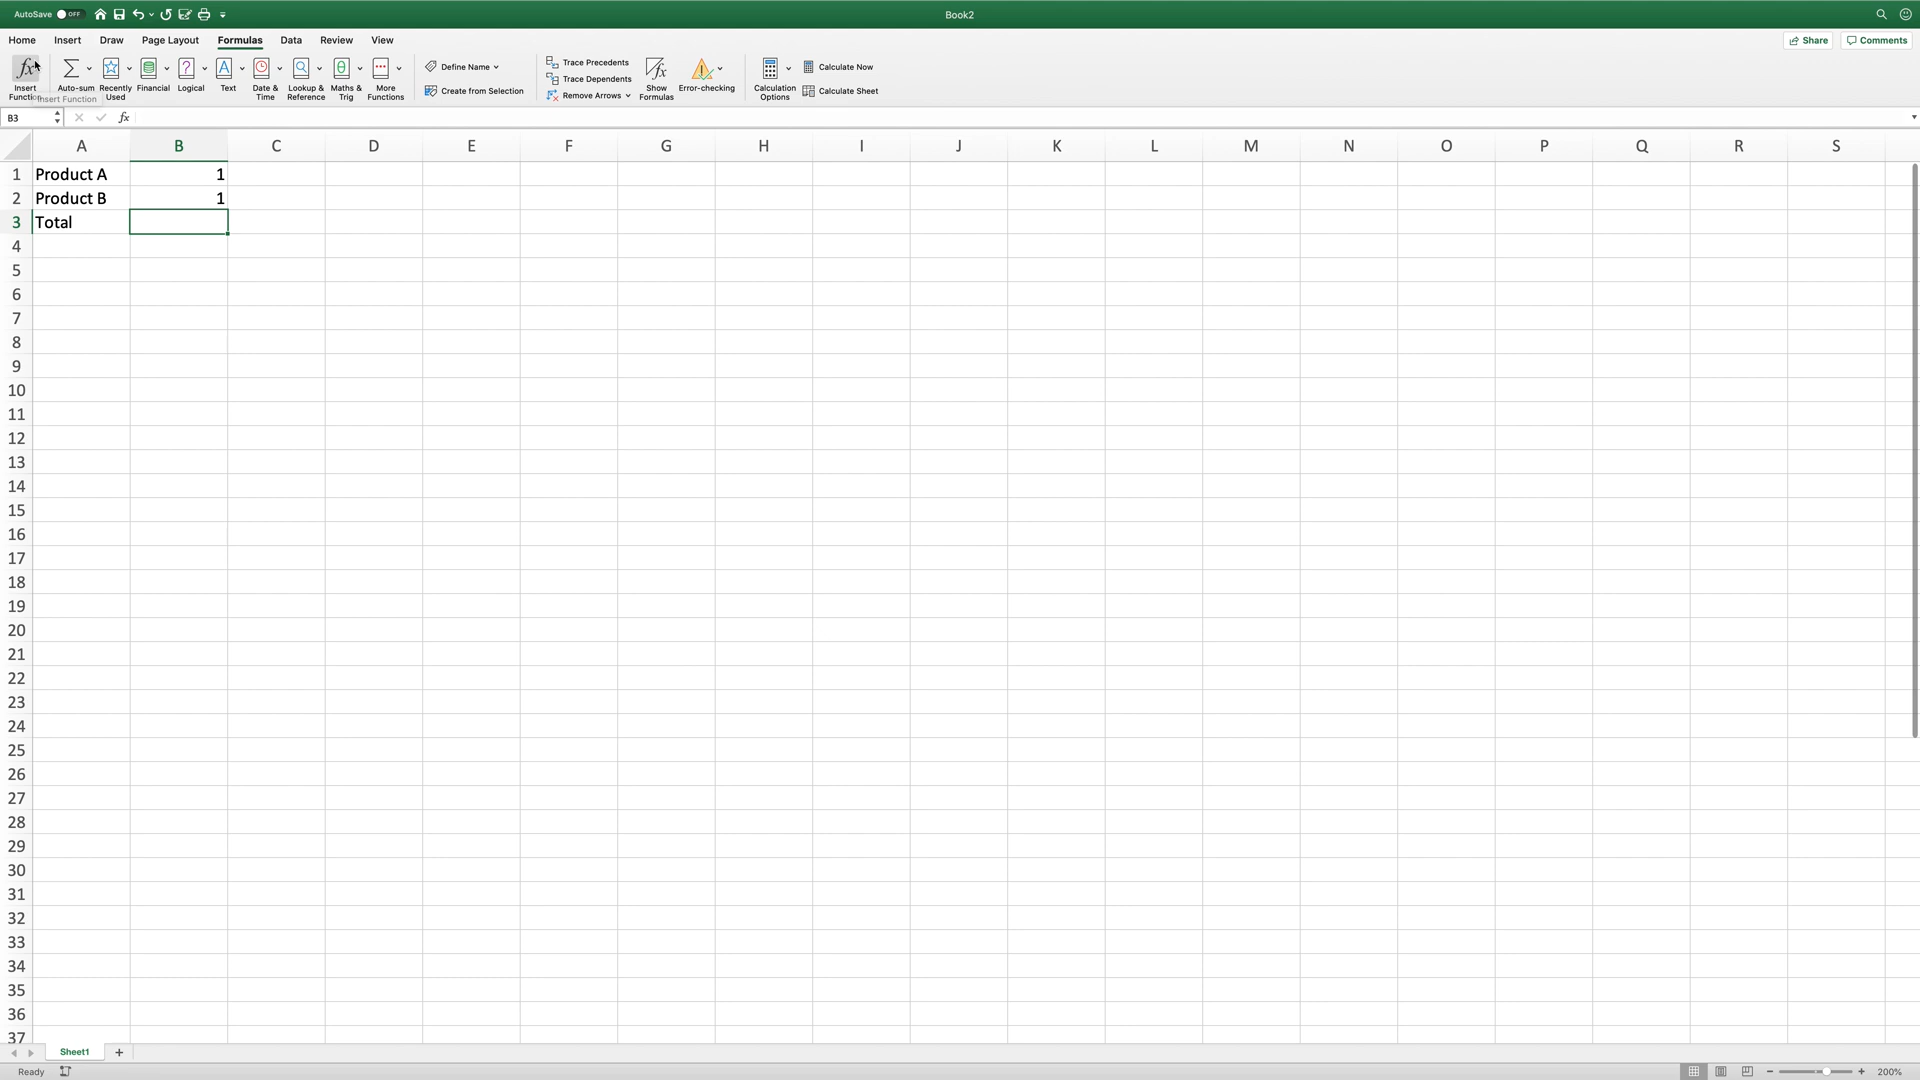 AutoSave OFF
Book2
Home Insert Draw Page Layout Formulas Data Review View
Share Comments
Insert Function
Auto-sum
Recently Used
Financial
Logical
Text
Date & Time
Lookup & Reference
Maths & Trig
More Functions
Define Name
Create from Selection
Trace Precedents
Trace Dependents
Remove Arrows
Show Formulas
Error-checking
Calculation Options
Calculate Now
Calculate Sheet
Insert Function
B3 fx
A B C D E F G H I J K L M N O P Q R S
1 Product A 1
2 Product B 1
3 Total
4
5
6
7
8
9
10
11
12
13
14
15
16
17
18
19
20
21
22
23
24
25
26
27
28
29
30
31
32
33
34
35
36
37
Sheet1 +
Ready
200%